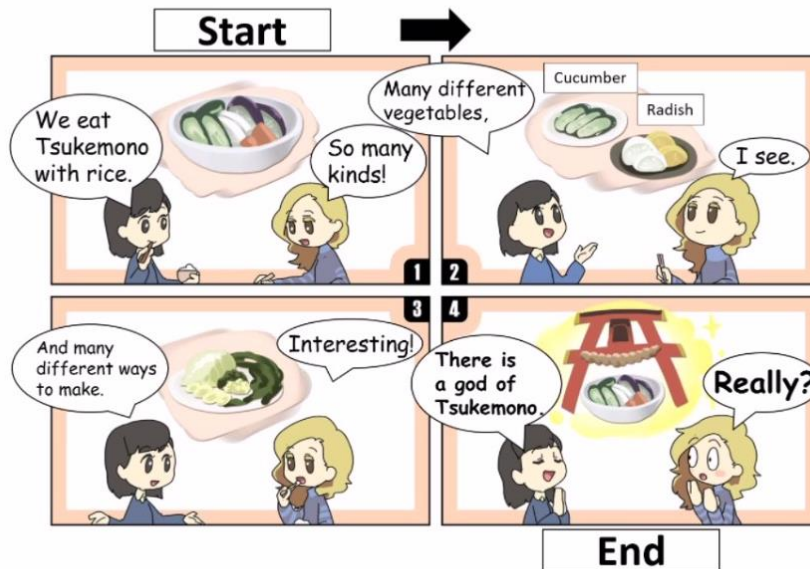 Start
We eat
Tsukemono
with rice.
So many
kinds!
1
Many different
vegetables,
Cucumber
Radish
I see.
2
And many
different ways
to make.
Interesting!
3
There is
a god of
Tsukemono.
Really?
4
End